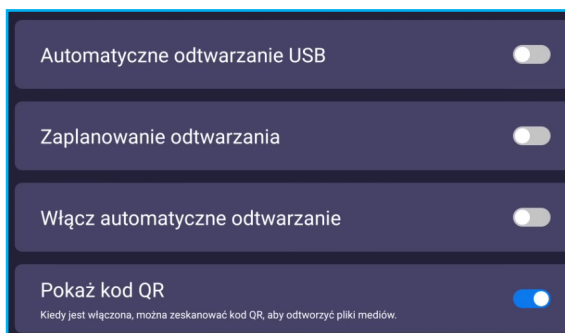 Automatyczne odtwarzanie USB
Zaplanowanie odtwarzania
Włącz automatyczne odtwarzanie
Pokaż kod QR
Kiedy jest włączona, można zeskanować kod QR, aby odtworzyć pliki mediów.